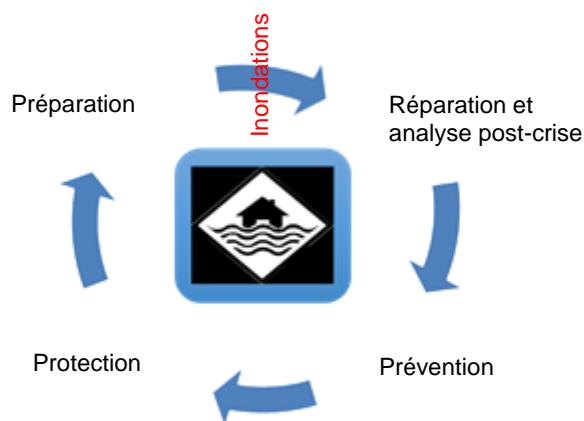 Inondations
Préparation
Réparation et
analyse post-crise
Protection
Prévention